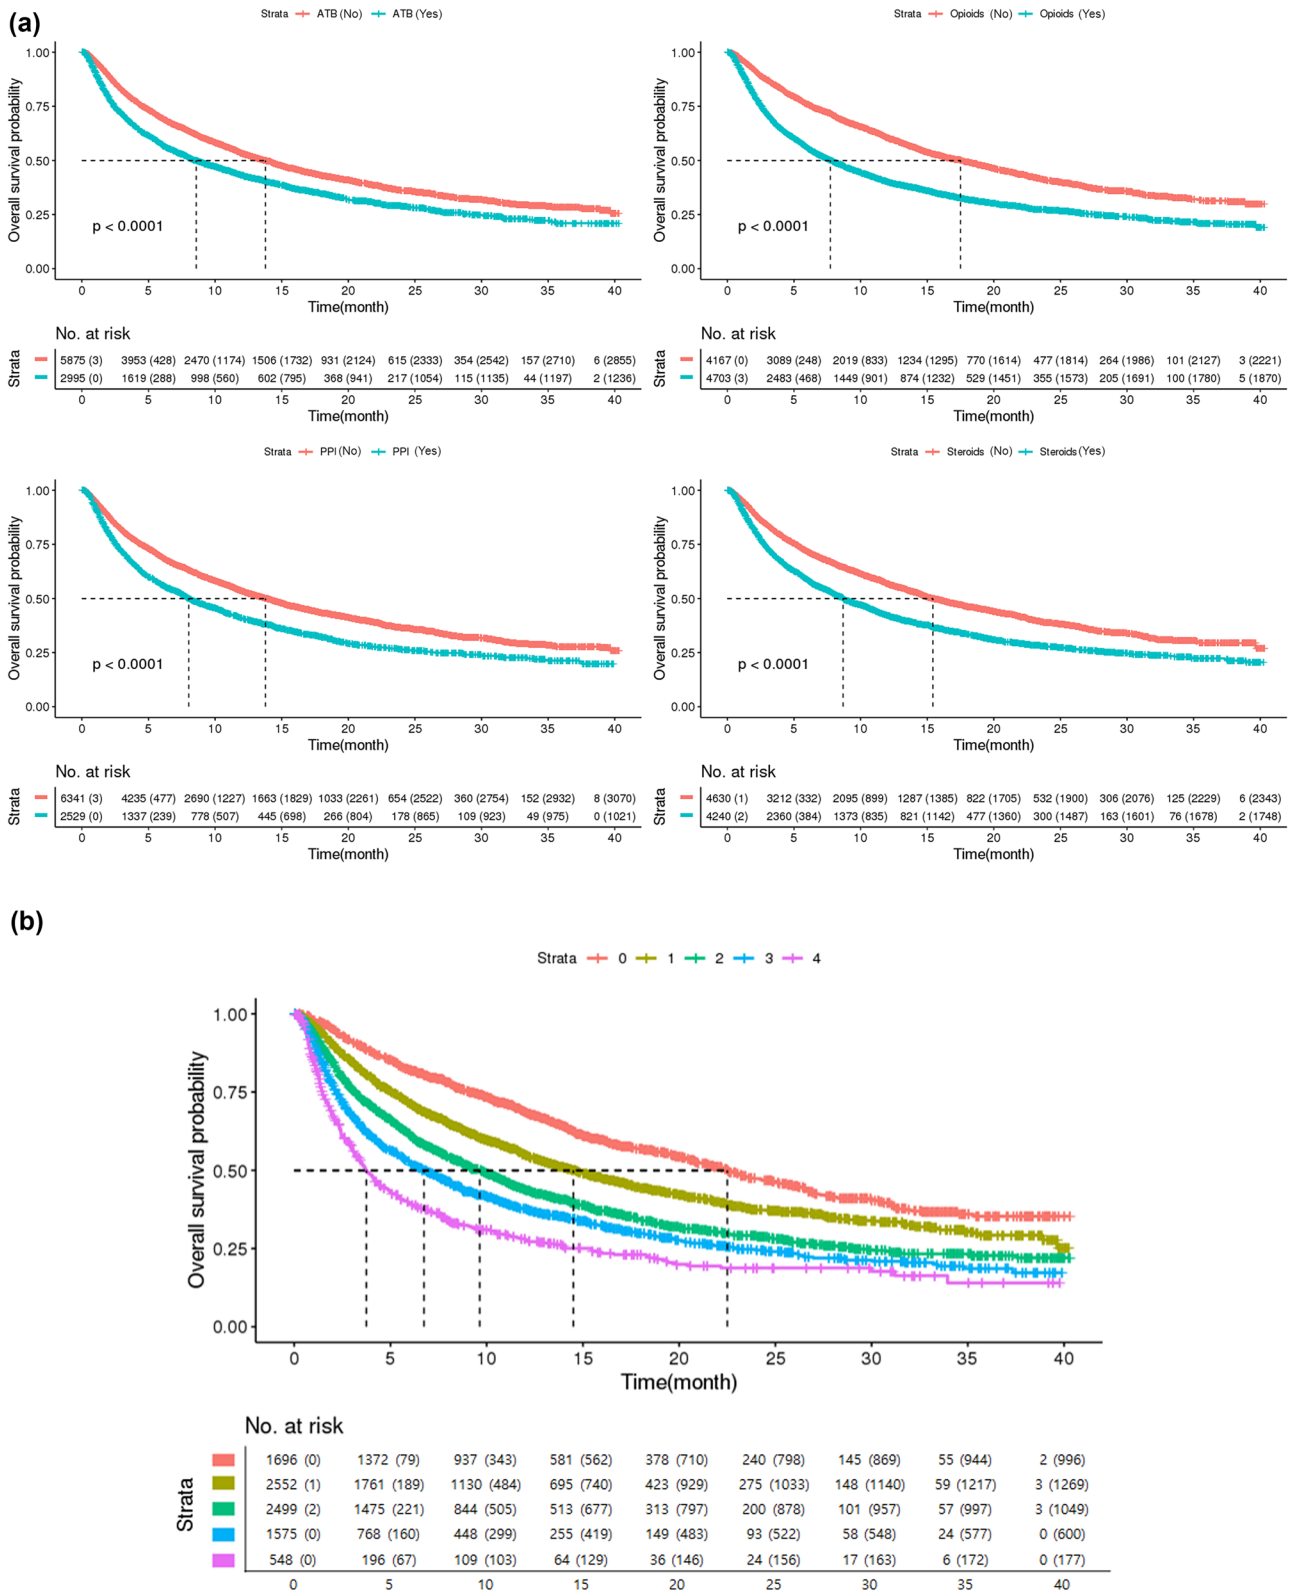 (a)
Strata ATB (No) ATB (Yes)
Overall survival probability
1.00
0.75
0.50
0.25
0.00
p < 0.0001
0 5 10 15 20 25 30 35 40
Time(month)
No. at risk
Strata
5875 (3) 3953 (428) 2470 (1174) 1506 (1732) 931 (2124) 615 (2333) 354 (2542) 157 (2710) 6 (2855)
2995 (0) 1619 (288) 998 (560) 602 (795) 368 (941) 217 (1054) 115 (1135) 44 (1197) 2 (1236)
0 5 10 15 20 25 30 35 40
Time(month)
Strata Opioids (No) Opioids (Yes)
Overall survival probability
1.00
0.75
0.50
0.25
0.00
p < 0.0001
0 5 10 15 20 25 30 35 40
Time(month)
No. at risk
Strata
4167 (0) 3089 (248) 2019 (833) 1234 (1295) 770 (1614) 477 (1814) 264 (1986) 101 (2127) 3 (2221)
4703 (3) 2483 (468) 1449 (901) 874 (1232) 529 (1451) 355 (1573) 205 (1691) 100 (1780) 5 (1870)
0 5 10 15 20 25 30 35 40
Time(month)
Strata PPI (No) PPI (Yes)
Overall survival probability
1.00
0.75
0.50
0.25
0.00
p < 0.0001
0 5 10 15 20 25 30 35 40
Time(month)
No. at risk
Strata
6341 (3) 4235 (477) 2690 (1227) 1663 (1829) 1033 (2261) 654 (2522) 360 (2754) 152 (2932) 8 (3070)
2529 (0) 1337 (239) 778 (507) 445 (698) 266 (804) 178 (865) 109 (923) 49 (975) 0 (1021)
0 5 10 15 20 25 30 35 40
Time(month)
Strata Steroids (No) Steroids (Yes)
Overall survival probability
1.00
0.75
0.50
0.25
0.00
p < 0.0001
0 5 10 15 20 25 30 35 40
Time(month)
No. at risk
Strata
4630 (1) 3212 (332) 2095 (899) 1287 (1385) 822 (1705) 532 (1900) 306 (2076) 125 (2229) 6 (2343)
4240 (2) 2360 (384) 1373 (835) 821 (1142) 477 (1360) 300 (1487) 163 (1601) 76 (1678) 2 (1748)
0 5 10 15 20 25 30 35 40
Time(month)
(b)
Strata 0 1 2 3 4
Overall survival probability
1.00
0.75
0.50
0.25
0.00
0 5 10 15 20 25 30 35 40
Time(month)
No. at risk
Strata
1696 (0) 1372 (79) 937 (343) 581 (562) 378 (710) 240 (798) 145 (869) 55 (944) 2 (996)
2552 (1) 1761 (189) 1130 (484) 695 (740) 423 (929) 275 (1033) 148 (1140) 59 (1217) 3 (1269)
2499 (2) 1475 (221) 844 (505) 513 (677) 313 (797) 200 (878) 101 (957) 57 (997) 3 (1049)
1575 (0) 768 (160) 448 (299) 255 (419) 149 (483) 93 (522) 58 (548) 24 (577) 0 (600)
548 (0) 196 (67) 109 (103) 64 (129) 36 (146) 24 (156) 17 (163) 6 (172) 0 (177)
0 5 10 15 20 25 30 35 40